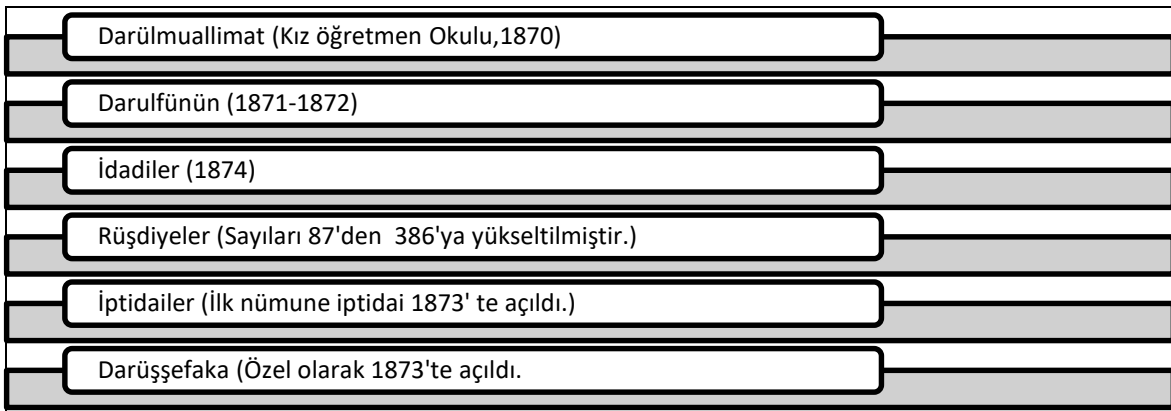 Darülmuallimat (Kız öğretmen Okulu,1870)
Darulfünün (1871-1872)
İdadiler (1874)
Rüşdiyeler (Sayıları 87'den  386'ya yükseltilmiştir.)
İptidailer (İlk nümune iptidai 1873' te açıldı.)
Darüşşefaka (Özel olarak 1873'te açıldı.